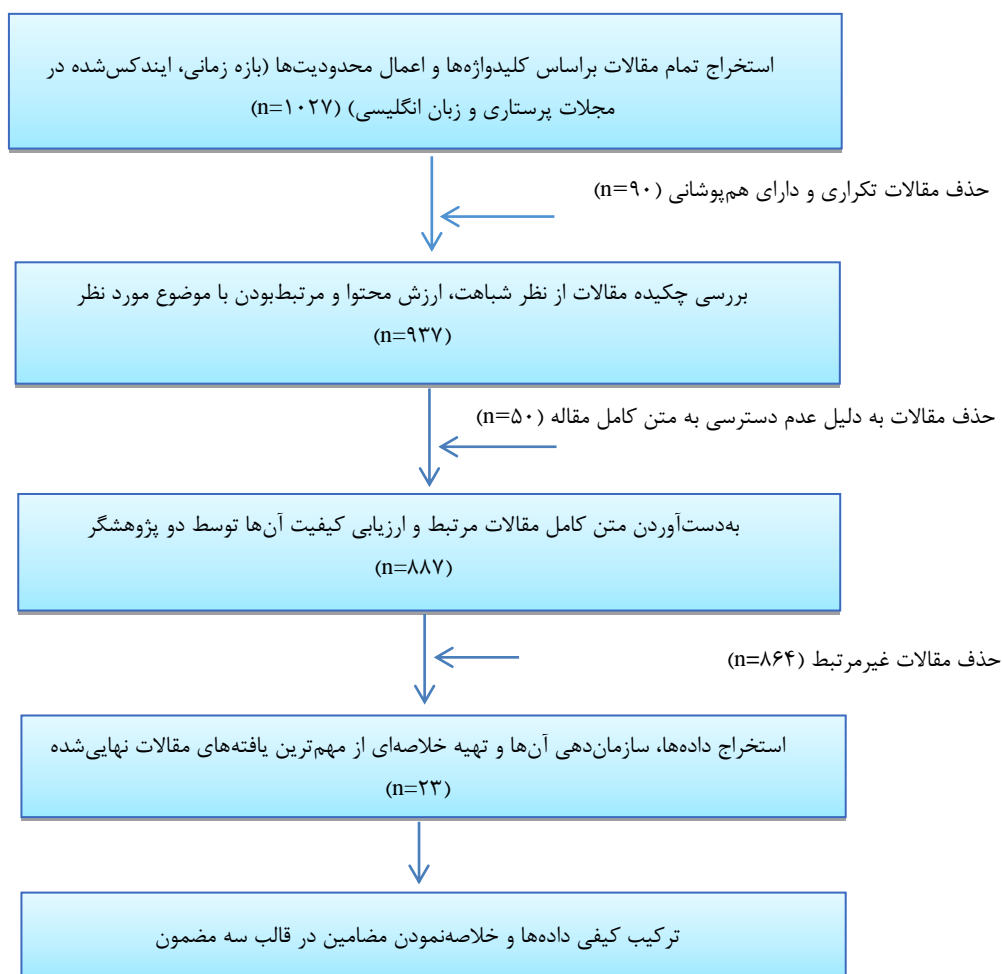 استخراج تمام مقالات براساس کلیدواژه‌ها و اعمال محدودیت‌ها (بازه زمانی، ایندکس‌شده در
مجلات پرستاری و زبان انگلیسی) (n=۱۰۲۷)
حذف مقالات تکراری و دارای هم‌پوشانی (n=۹۰)
بررسی چکیده مقالات از نظر شباهت، ارزش محتوا و مرتبط‌بودن با موضوع مورد نظر
(n=۹۳۷)
حذف مقالات به دلیل عدم دسترسی به متن کامل مقاله (n=۵۰)
به‌دست‌آوردن متن کامل مقالات مرتبط و ارزیابی کیفیت آن‌ها توسط دو پژوهشگر
(n=۸۸۷)
حذف مقالات غیرمرتبط (n=۸۶۴)
استخراج داده‌ها، سازمان‌دهی آن‌ها و تهیه خلاصه‌ای از مهم‌ترین یافته‌های مقالات نهایی‌شده
(n=۲۳)
ترکیب کیفی داده‌ها و خلاصه‌نمودن مضامین در قالب سه مضمون